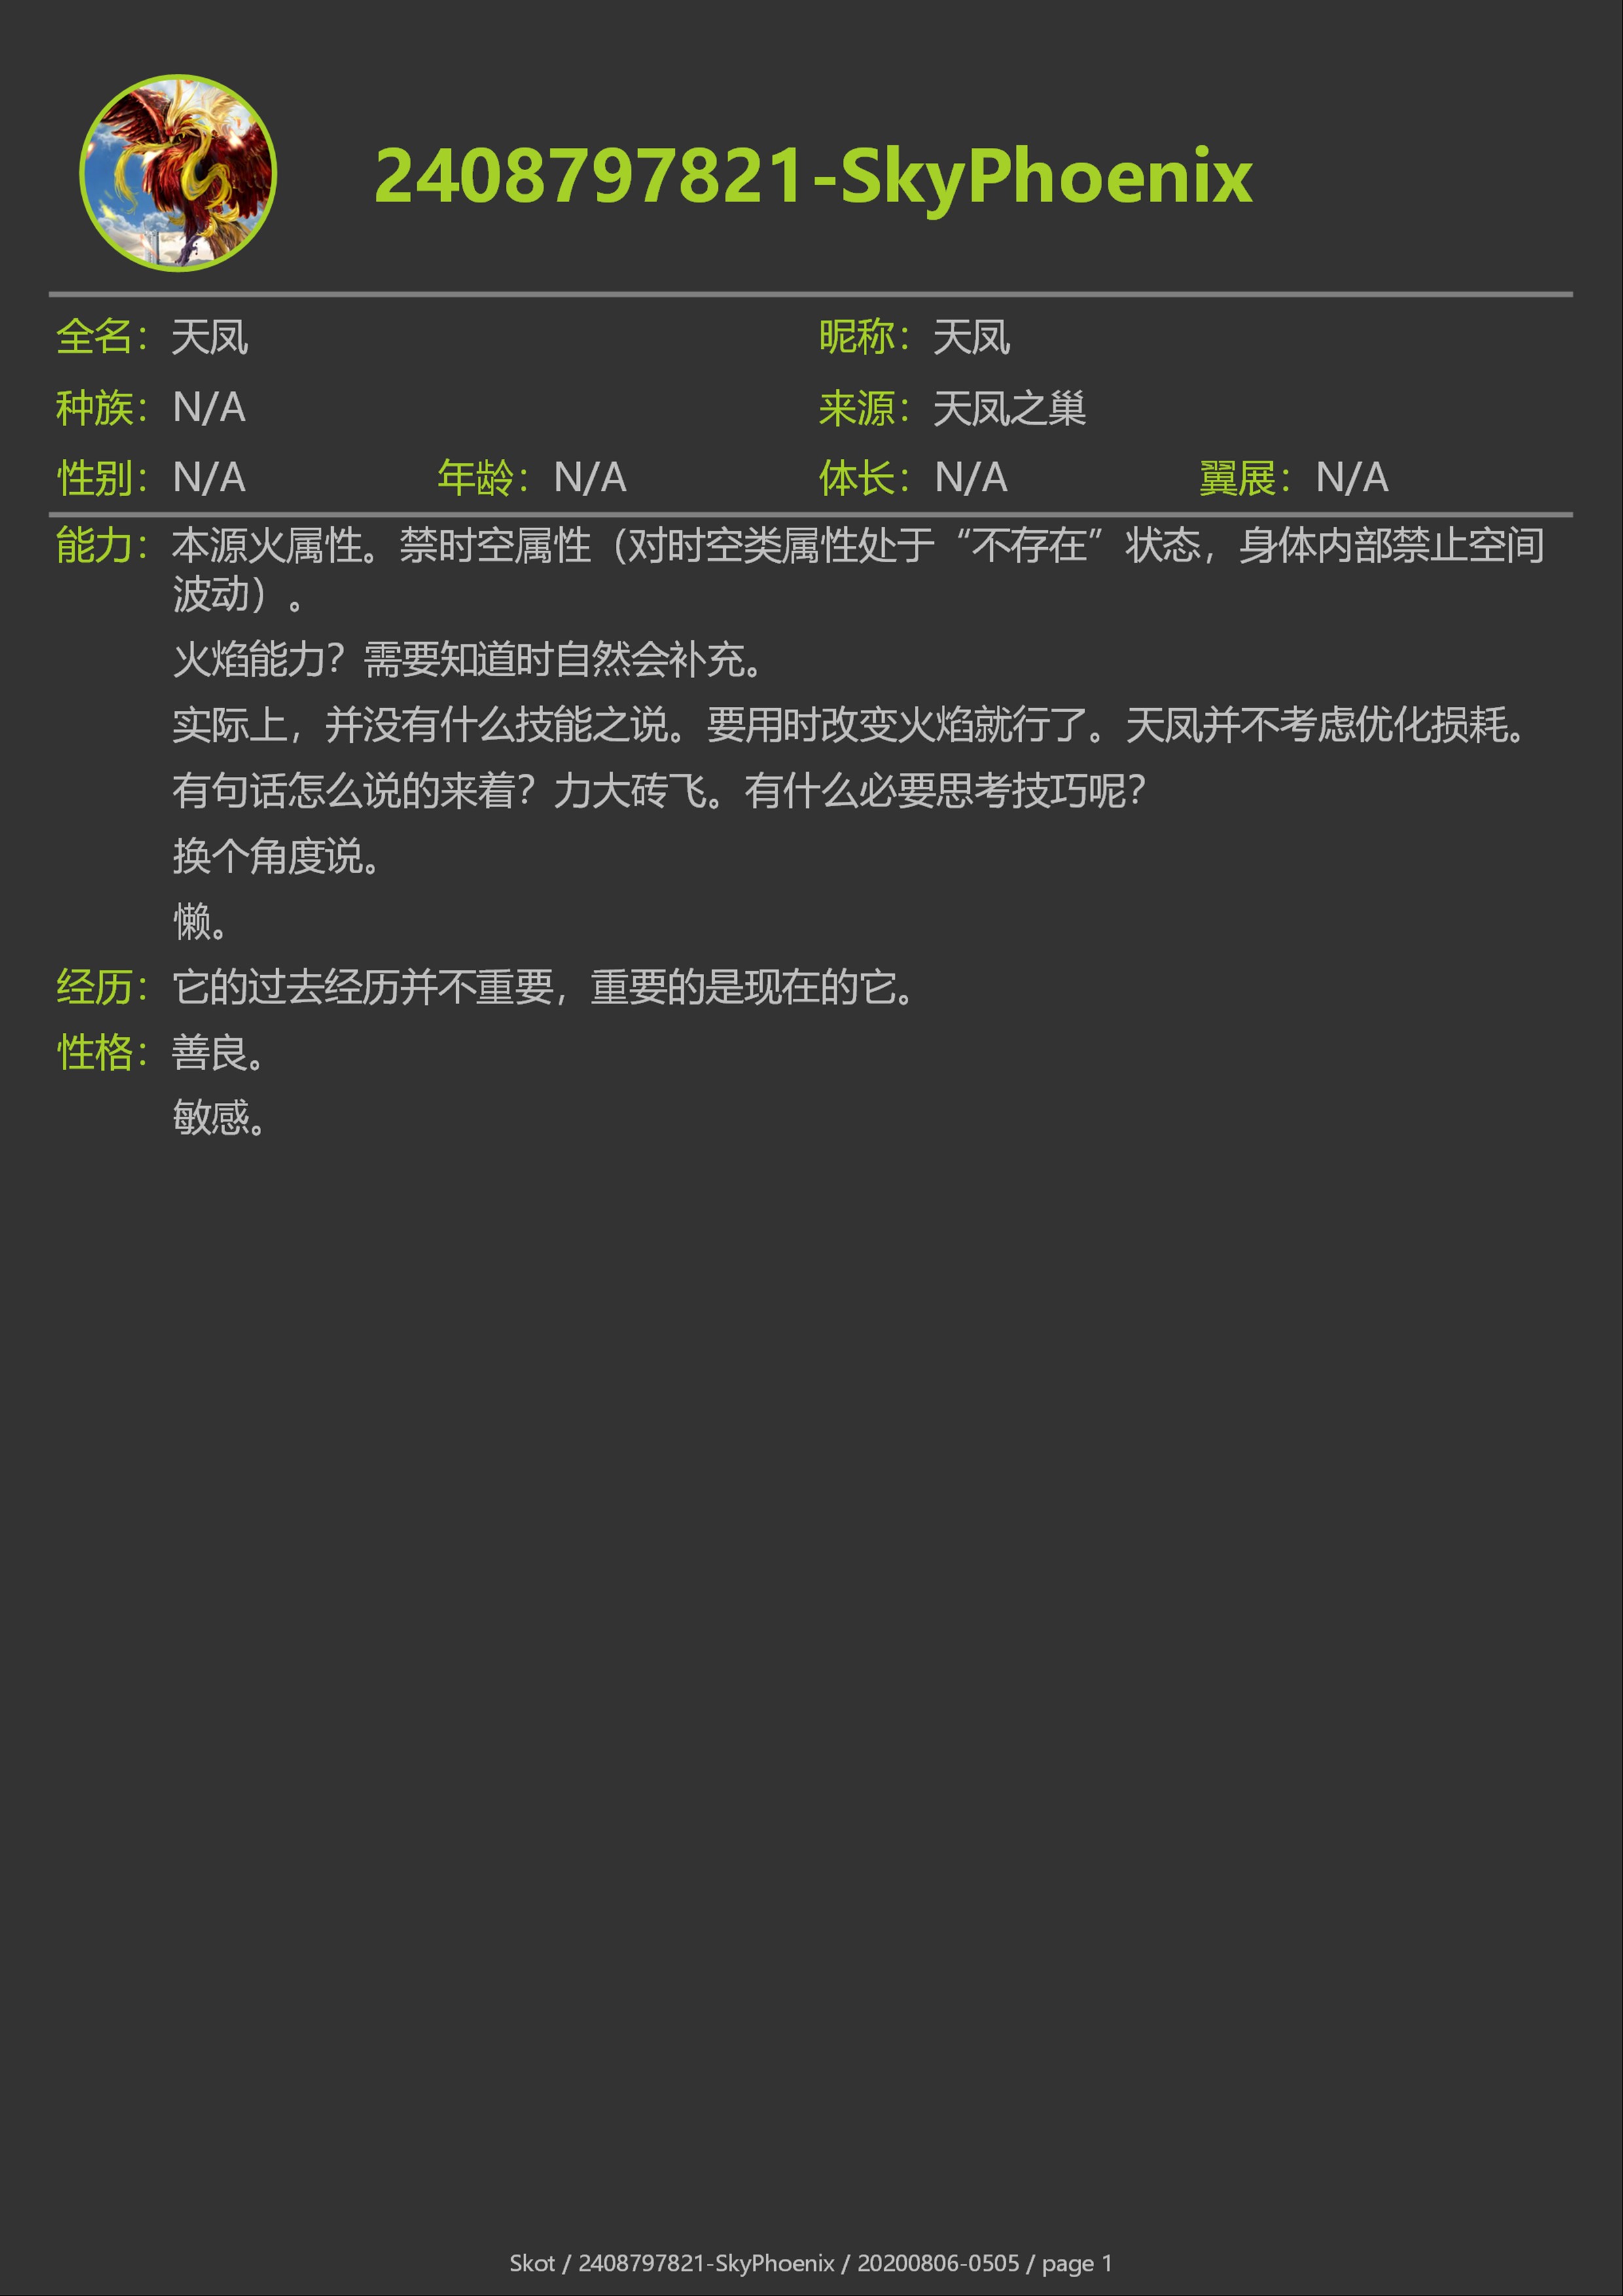 2408797821-SkyPhoenix
全名：天凤 昵称：天凤
种族：N/A 来源：天凤之巢
性别：N/A 年龄：N/A 体长：N/A 翼展：N/A
能力：本源火属性。禁时空属性（对时空类属性处于“不存在”状态，身体内部禁止空间
波动）。
火焰能力？需要知道时自然会补充。
实际上，并没有什么技能之说。要用时改变火焰就行了。天凤并不考虑优化损耗。
有句话怎么说的来着？力大砖飞。有什么必要思考技巧呢？
换个角度说。
懒。
经历：它的过去经历并不重要，重要的是现在的它。
性格：善良。
敏感。
Skot / 2408797821-SkyPhoenix / 20200806-0505 / page 1